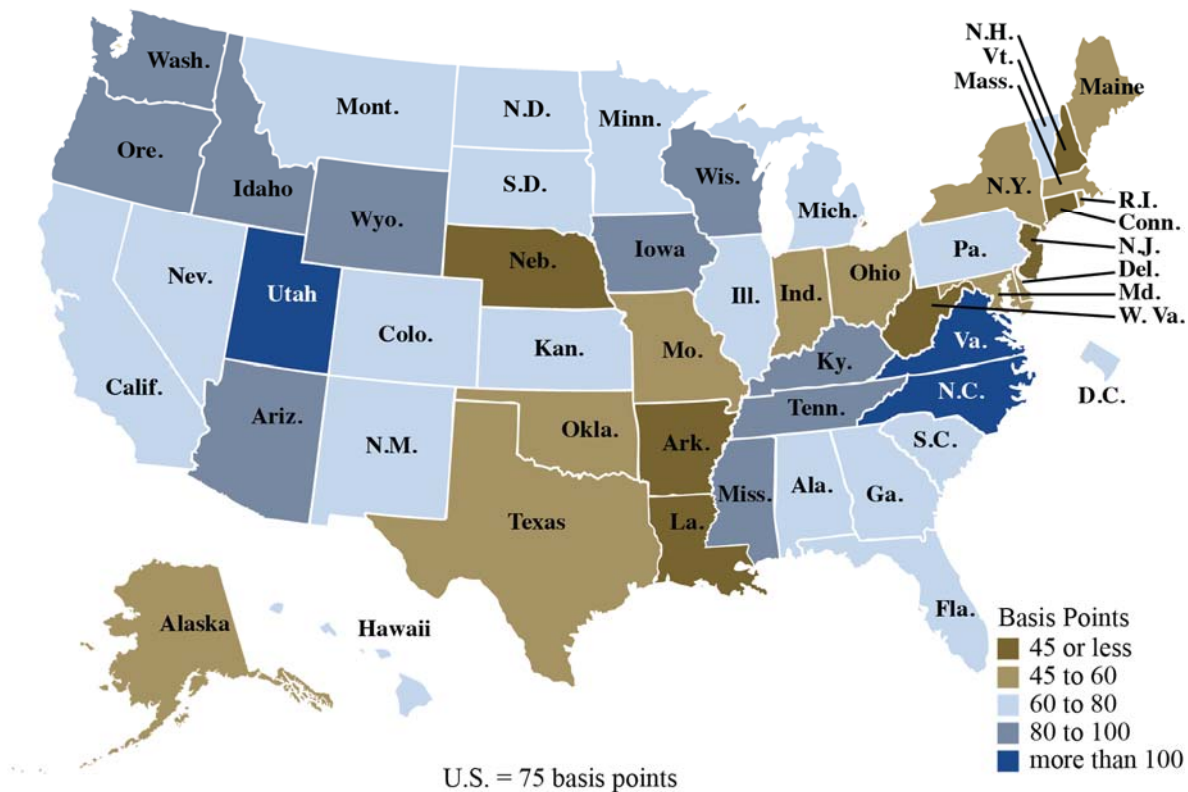 N.H.
Vt.
Mass.
Maine
Wash.
Mont.
N.D.
Minn.
Ore.
Idaho
Wyo.
S.D.
Wis.
Mich.
N.Y.
R.I.
Conn.
N.J.
Del.
Md.
W. Va.
Nev.
Utah
Colo.
Neb.
Iowa
Ill.
Ind.
Ohio
Pa.
Calif.
Kan.
Mo.
Ky.
Va.
D.C.
Ariz.
N.M.
Okla.
Ark.
Tenn.
N.C.
S.C.
Texas
La.
Miss.
Ala.
Ga.
Fla.
Alaska
Hawaii
Basis Points
45 or less
45 to 60
60 to 80
80 to 100
more than 100
U.S. = 75 basis points